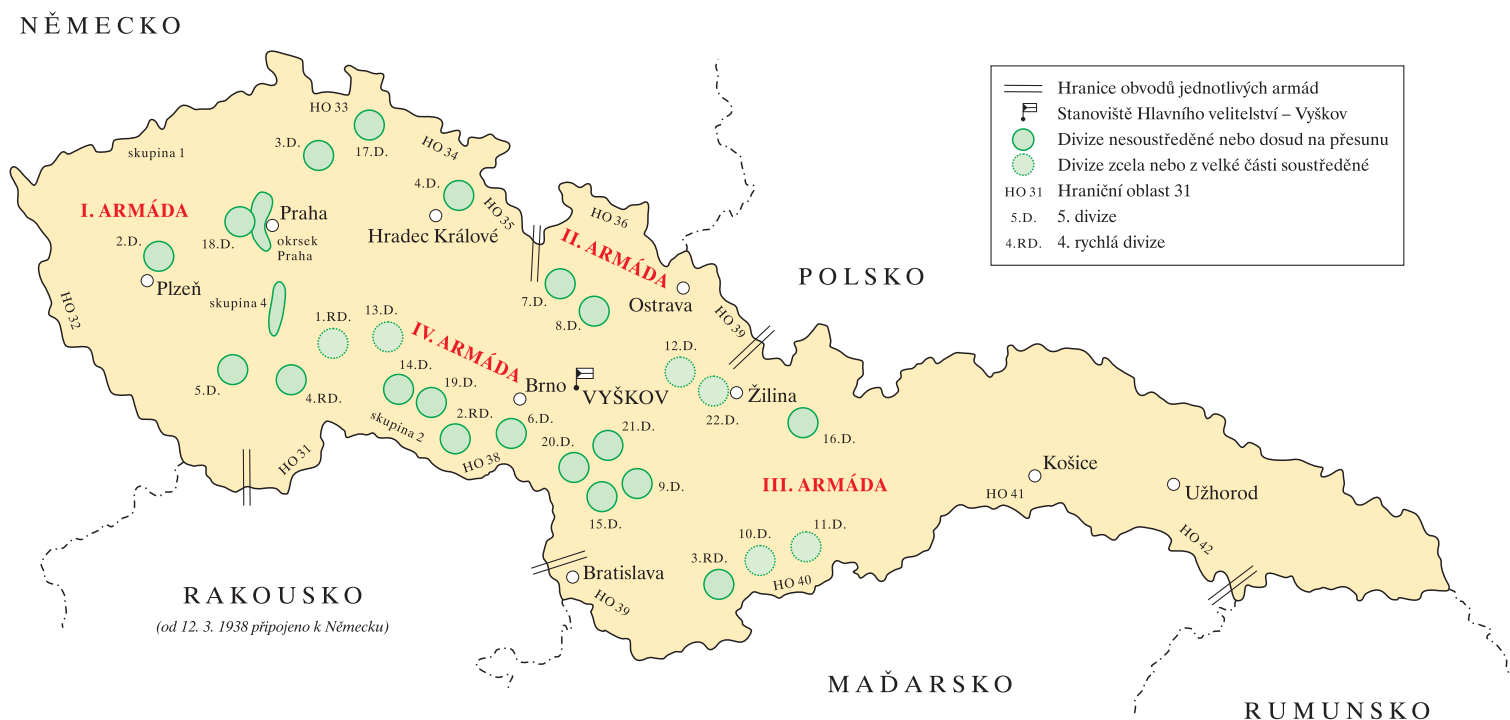 NĚMECKO
Hranice obvodů jednotlivých armád
Stanoviště Hlavního velitelství – Vyškov
Divize nesoustředěné nebo dosud na přesunu
Divize zcela nebo z velké části soustředěné
HO 31 Hraniční oblast 31
5.D. 5. divize
4.RD. 4. rychlá divize
HO 33
skupina 1
3.D.
17.D.
HO 34
4.D.
HO 35
Hradec Králové
I. ARMÁDA
Praha
okrsek
Praha
18.D.
2.D.
Plzeň
HO 32
skupina 4
HO 36
II. ARMÁDA
Ostrava
7.D.
8.D.
HO 39
POLSKO
1.RD.
13.D.
IV. ARMÁDA
5.D.
4.RD.
14.D.
19.D.
Brno
VYŠKOV
12.D.
22.D.
Žilina
16.D.
skupina 2
2.RD.
6.D.
HO 38
HO 31
20.D.
21.D.
9.D.
15.D.
III. ARMÁDA
Košice
HO 41
Užhorod
HO 42
10.D.
11.D.
3.RD.
HO 40
Bratislava
HO 39
RAKOUSKO
(od 12. 3. 1938 připojeno k Německu)
MAĎARSKO
RUMUNSKO